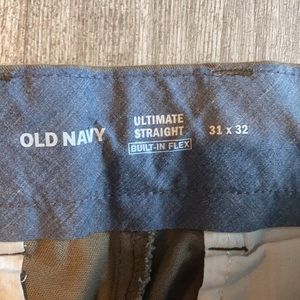 OLD NAVY
ULTIMATE
STRAIGHT
BUILT-IN FLEX
31 x 32